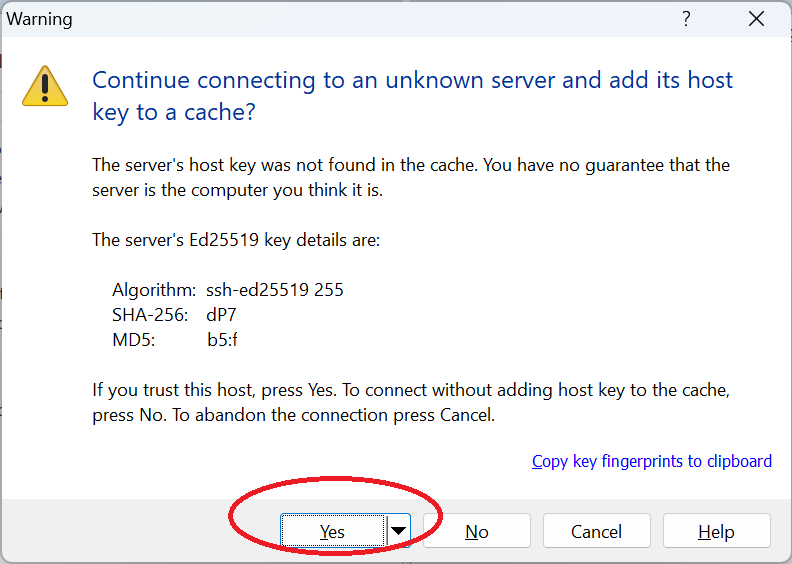 Warning ?
Continue connecting to an unknown server and add its host
key to a cache?
The server's host key was not found in the cache. You have no guarantee that the
server is the computer you think it is.
The server's Ed25519 key details are:
Algorithm: ssh-ed25519 255
SHA-256: dP7
MD5: b5:f
If you trust this host, press Yes. To connect without adding host key to the cache,
press No. To abandon the connection press Cancel.
Copy key fingerprints to clipboard
Yes No Cancel Help